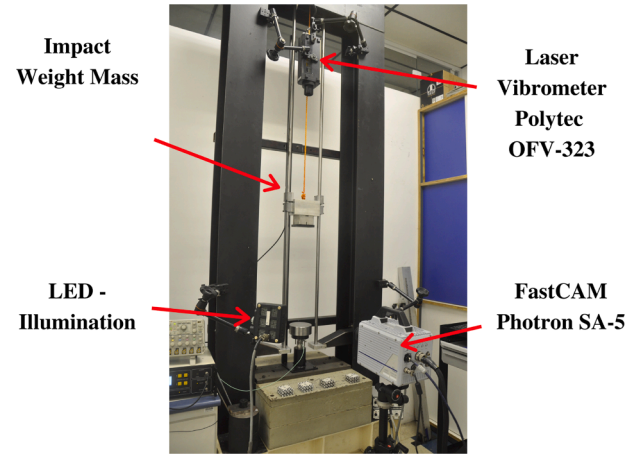 Impact
Weight Mass
Laser
Vibrometer
Polytec
OFV-323
LED -
Illumination
FastCAM
Photron SA-5